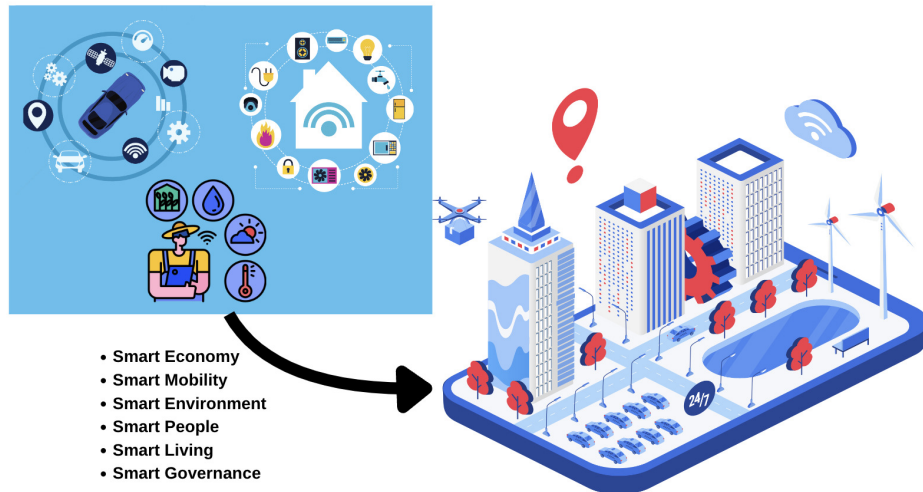 • Smart Economy
• Smart Mobility
• Smart Environment
• Smart People
• Smart Living
• Smart Governance
24/7